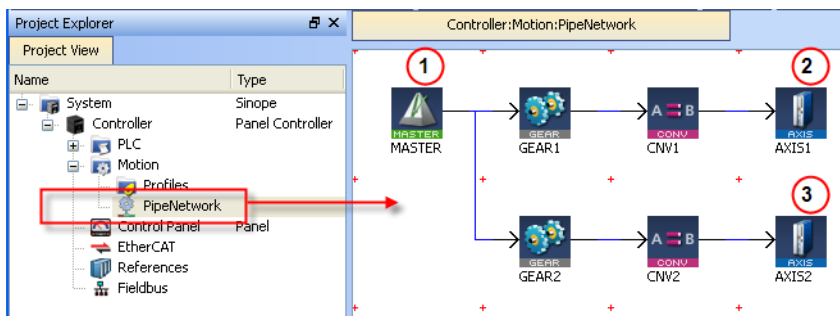 Project Explorer
Project View
Name Type
System Sinope
Controller Panel Controller
PLC
Motion
Profiles
PipeNetwork
Control Panel Panel
EtherCAT
References
Fieldbus
Controller:Motion:PipeNetwork
1
2
MASTER
GEAR
A B
CONV
AXIS
MASTER
GEAR1
CNV1
AXIS1
3
GEAR
A B
CONV
AXIS
GEAR2
CNV2
AXIS2